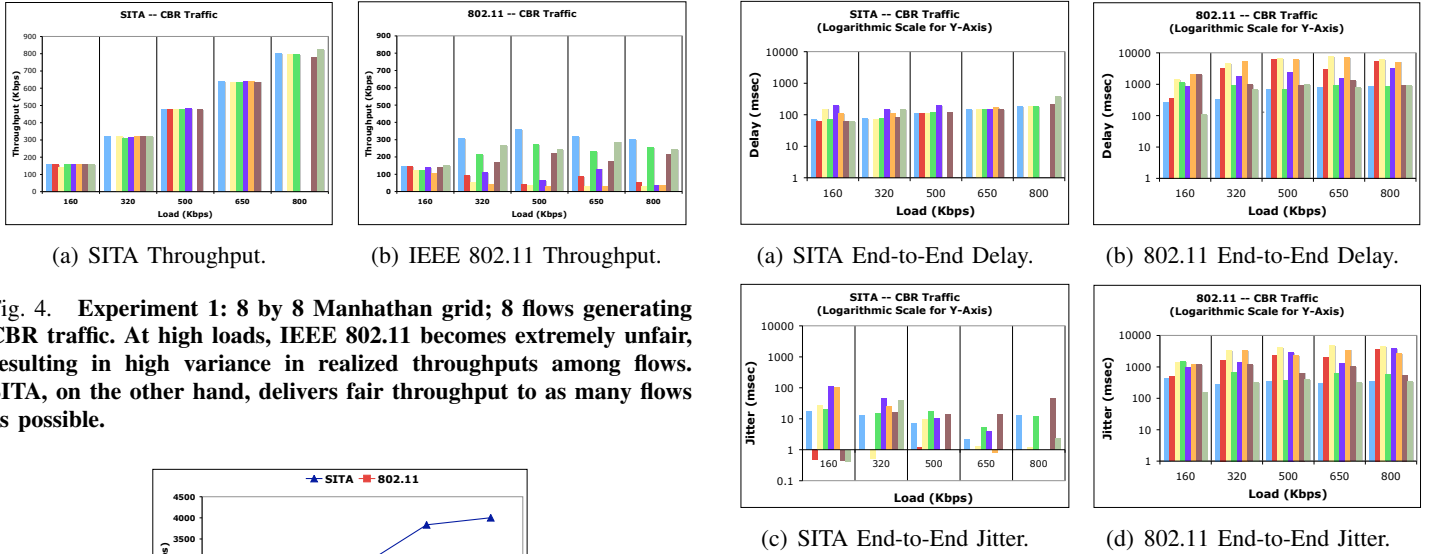 SITA -- CBR Traffic
900
800
700
600
500
400
300
200
100
0
Throughput (Kbps)
160 320 500 650 800
Load (Kbps)
(a) SITA Throughput.
802.11 -- CBR Traffic
900
800
700
600
500
400
300
200
100
0
Throughput (Kbps)
160 320 500 650 800
Load (Kbps)
(b) IEEE 802.11 Throughput.
ig. 4. Experiment 1: 8 by 8 Manhathan grid; 8 flows generating
CBR traffic. At high loads, IEEE 802.11 becomes extremely unfair,
esulting in high variance in realized throughputs among flows.
SITA, on the other hand, delivers fair throughput to as many flows
s possible.
SITA 802.11
4500
4000
3500
SITA -- CBR Traffic
(Logarithmic Scale for Y-Axis)
10000
1000
100
10
1
Delay (msec)
160 320 500 650 800
Load (Kbps)
(a) SITA End-to-End Delay.
802.11 -- CBR Traffic
(Logarithmic Scale for Y-Axis)
10000
1000
100
10
1
Delay (msec)
160 320 500 650 800
Load (Kbps)
(b) 802.11 End-to-End Delay.
SITA -- CBR Traffic
(Logarithmic Scale for Y-Axis)
10000
1000
100
10
1
0.1
Jitter (msec)
160 320 500 650 800
Load (Kbps)
(c) SITA End-to-End Jitter.
802.11 -- CBR Traffic
(Logarithmic Scale for Y-Axis)
10000
1000
100
10
1
Jitter (msec)
160 320 500 650 800
Load (Kbps)
(d) 802.11 End-to-End Jitter.